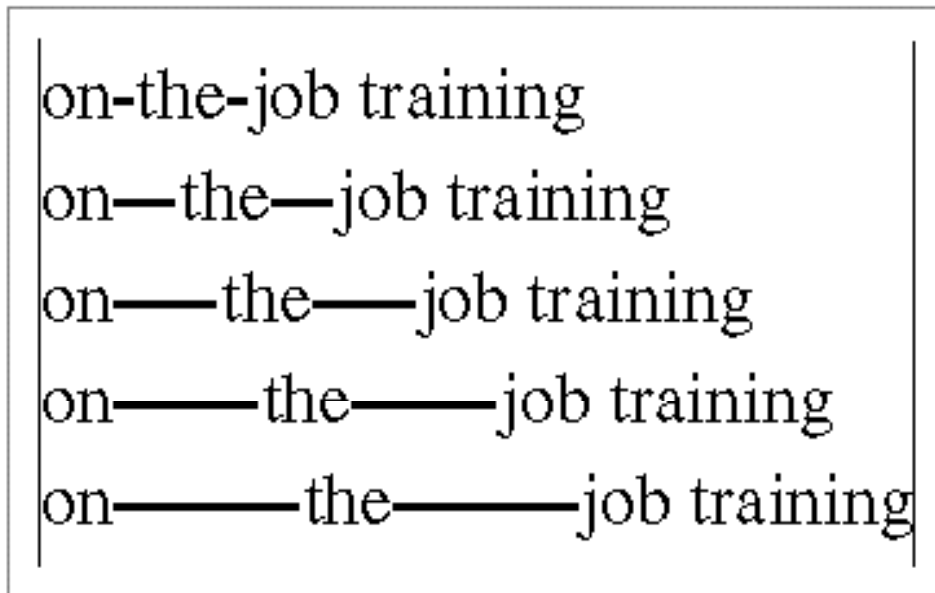 on-the-job training
on—the—job training
on——the——job training
on———the———job training
on————the————job training